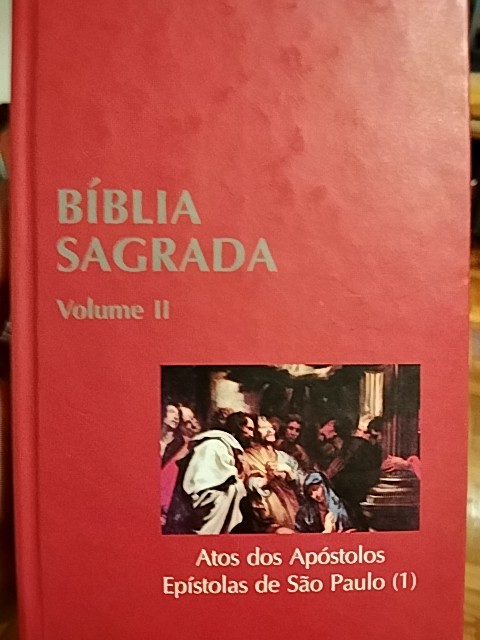 BÍBLIA
SAGRADA
Volume II
Atos dos Apóstolos
Epístolas de São Paulo (1)